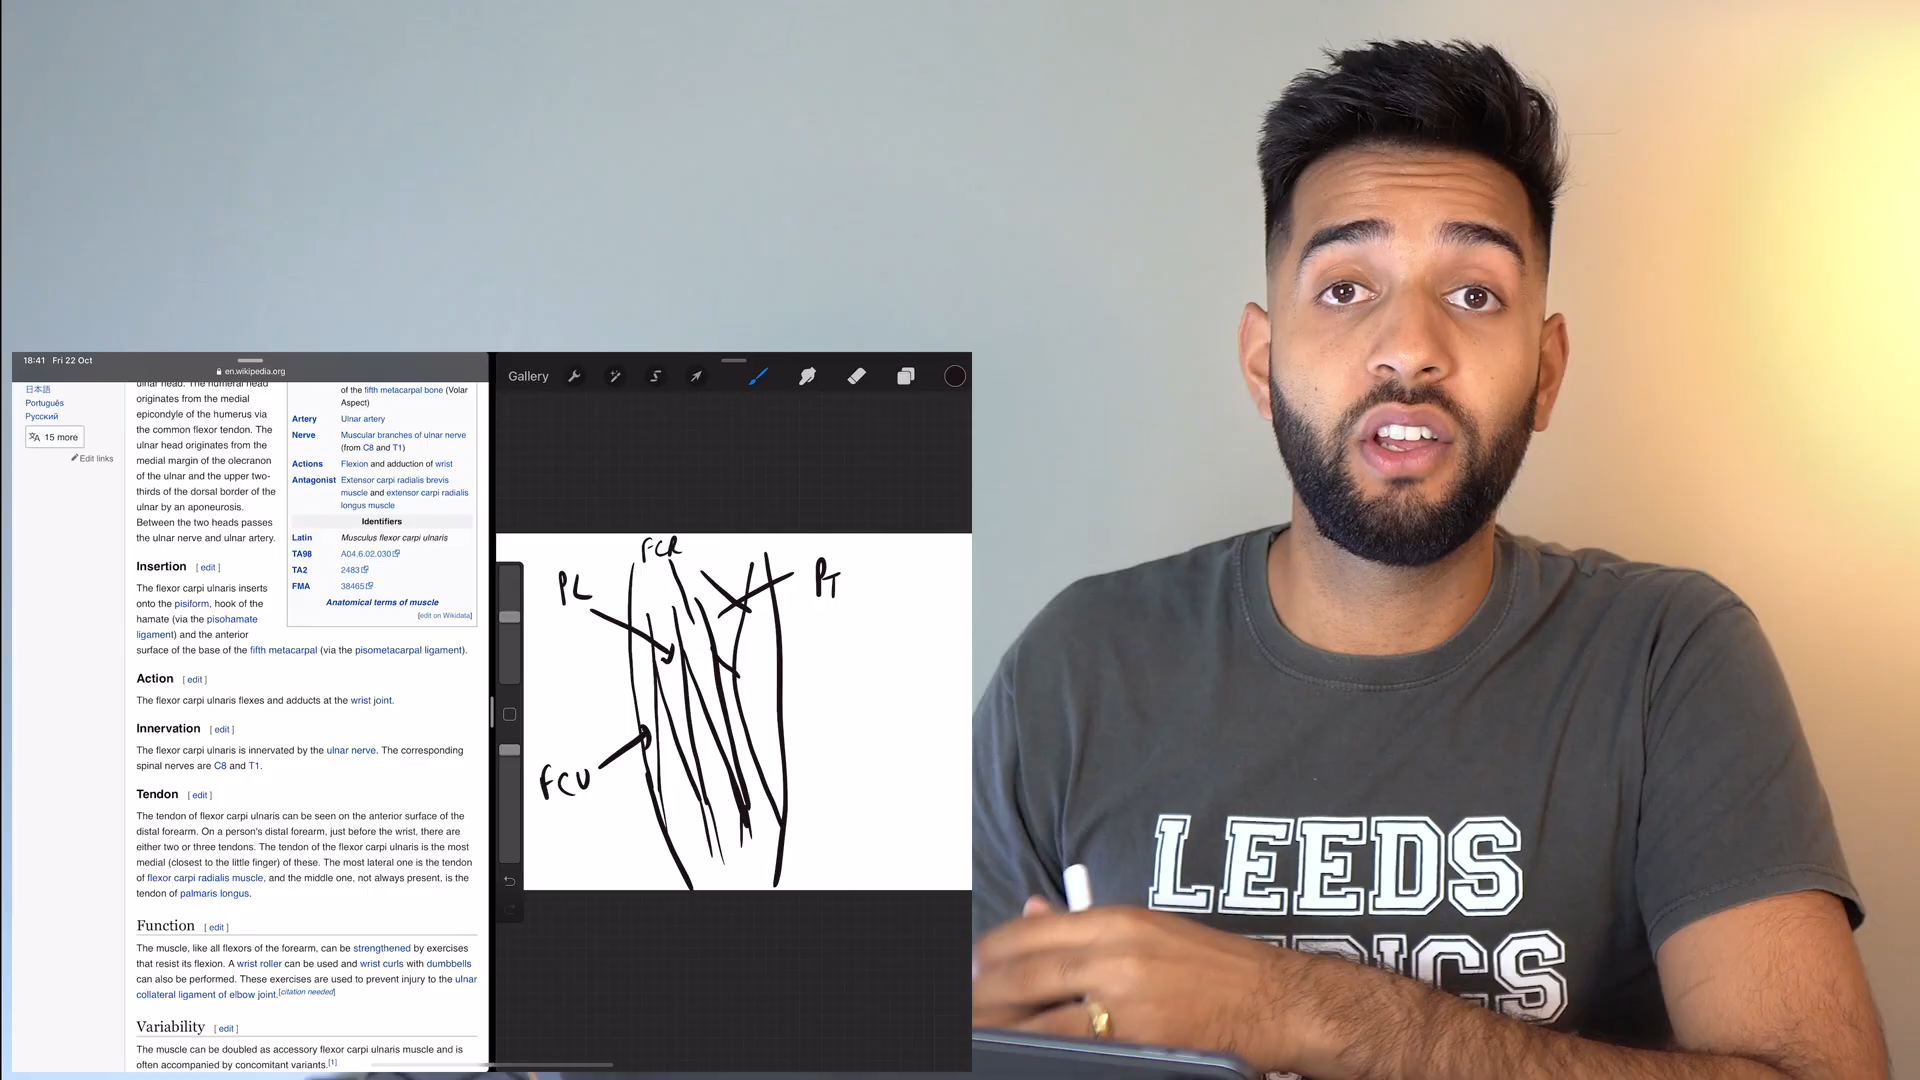 18:41 Fri 22 Oct
en.wikipedia.org
日本語
Português
Русский
15 more
Edit links
ulnar head. The humeral head
originates from the medial
epicondyle of the humerus via
the common flexor tendon. The
ulnar head originates from the
medial margin of the olecranon
of the ulnar and the upper two-
thirds of the dorsal border of the
ulnar by an aponeurosis.
Between the two heads passes
the ulnar nerve and ulnar artery.
of the fifth metacarpal bone (Volar
Aspect)
Artery Ulnar artery
Nerve Muscular branches of ulnar nerve
(from C8 and T1)
Actions Flexion and adduction of wrist
Antagonist Extensor carpi radialis brevis
muscle and extensor carpi radialis
longus muscle
Identifiers
Latin Musculus flexor carpi ulnaris
TA98 A04.6.02.030
TA2 2483
FMA 38465
Anatomical terms of muscle
[edit on Wikidata]
Insertion [ edit ]
The flexor carpi ulnaris inserts
onto the pisiform, hook of the
hamate (via the pisohamate
ligament) and the anterior
surface of the base of the fifth metacarpal (via the pisometacarpal ligament).
Action [ edit ]
The flexor carpi ulnaris flexes and adducts at the wrist joint.
Innervation [ edit ]
The flexor carpi ulnaris is innervated by the ulnar nerve. The corresponding
spinal nerves are C8 and T1.
Tendon [ edit ]
The tendon of flexor carpi ulnaris can be seen on the anterior surface of the
distal forearm. On a person's distal forearm, just before the wrist, there are
either two or three tendons. The tendon of the flexor carpi ulnaris is the most
medial (closest to the little finger) of these. The most lateral one is the tendon
of flexor carpi radialis muscle, and the middle one, not always present, is the
tendon of palmaris longus.
Function [ edit ]
The muscle, like all flexors of the forearm, can be strengthened by exercises
that resist its flexion. A wrist roller can be used and wrist curls with dumbbells
can also be performed. These exercises are used to prevent injury to the ulnar
collateral ligament of elbow joint.[citation needed]
Variability [ edit ]
The muscle can be doubled as accessory flexor carpi ulnaris muscle and is
often accompanied by concomitant variants.[1]
Gallery
FCR
PL
PT
FCU
LEEDS